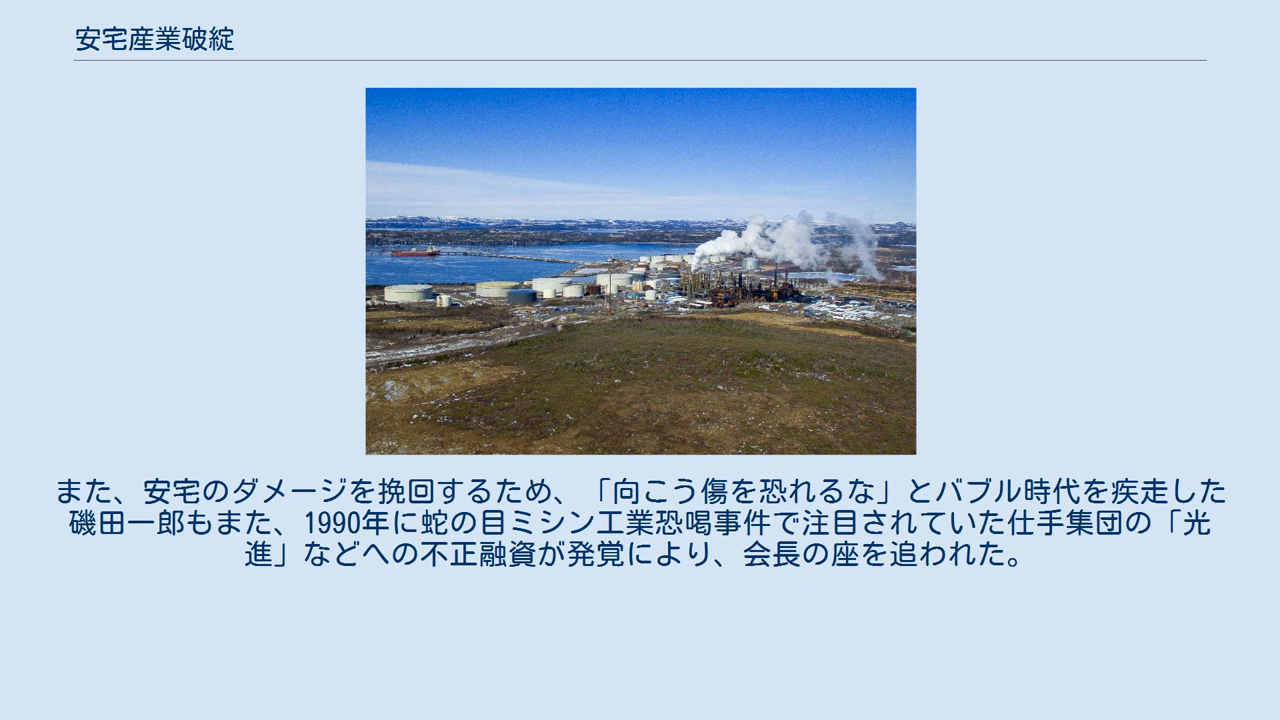 安宅産業破綻
また、安宅のダメージを挽回するため、「向こう傷を恐れるな」とバブル時代を疾走した
磯田一郎もまた、1990年に蛇の目ミシン工業恐喝事件で注目されていた仕手集団の「光
進」などへの不正融資が発覚により、会長の座を追われた。